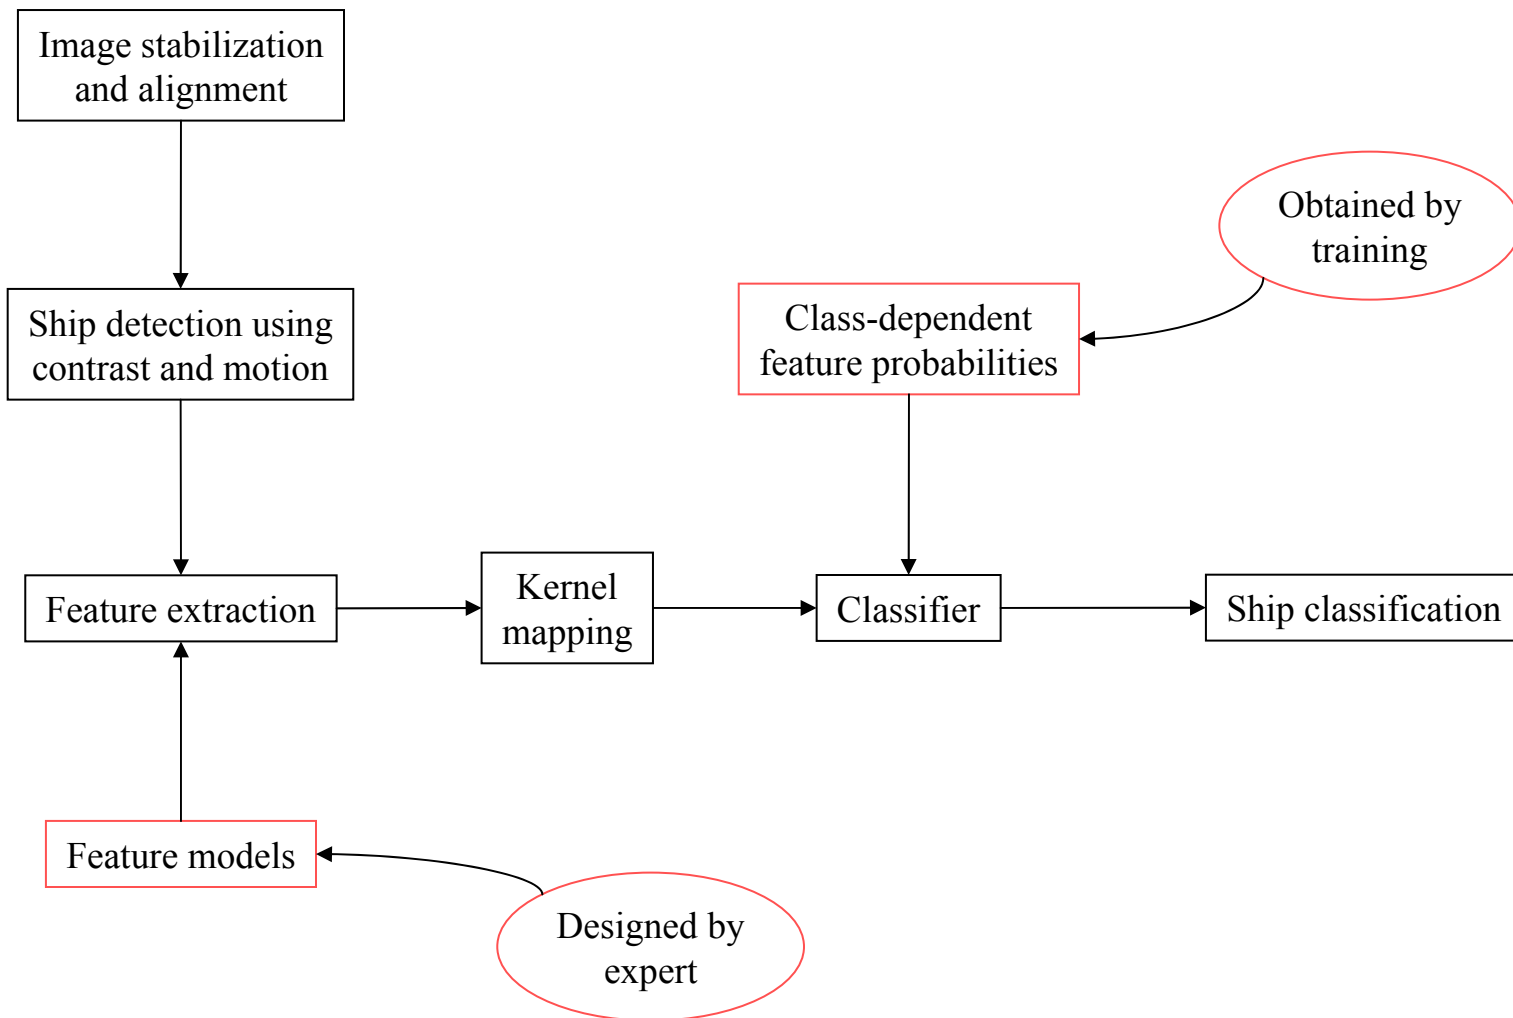 Image stabilization
and alignment
Obtained by
training
Ship detection using
contrast and motion
Class-dependent
feature probabilities
Feature extraction
Kernel
mapping
Classifier
Ship classification
Feature models
Designed by
expert